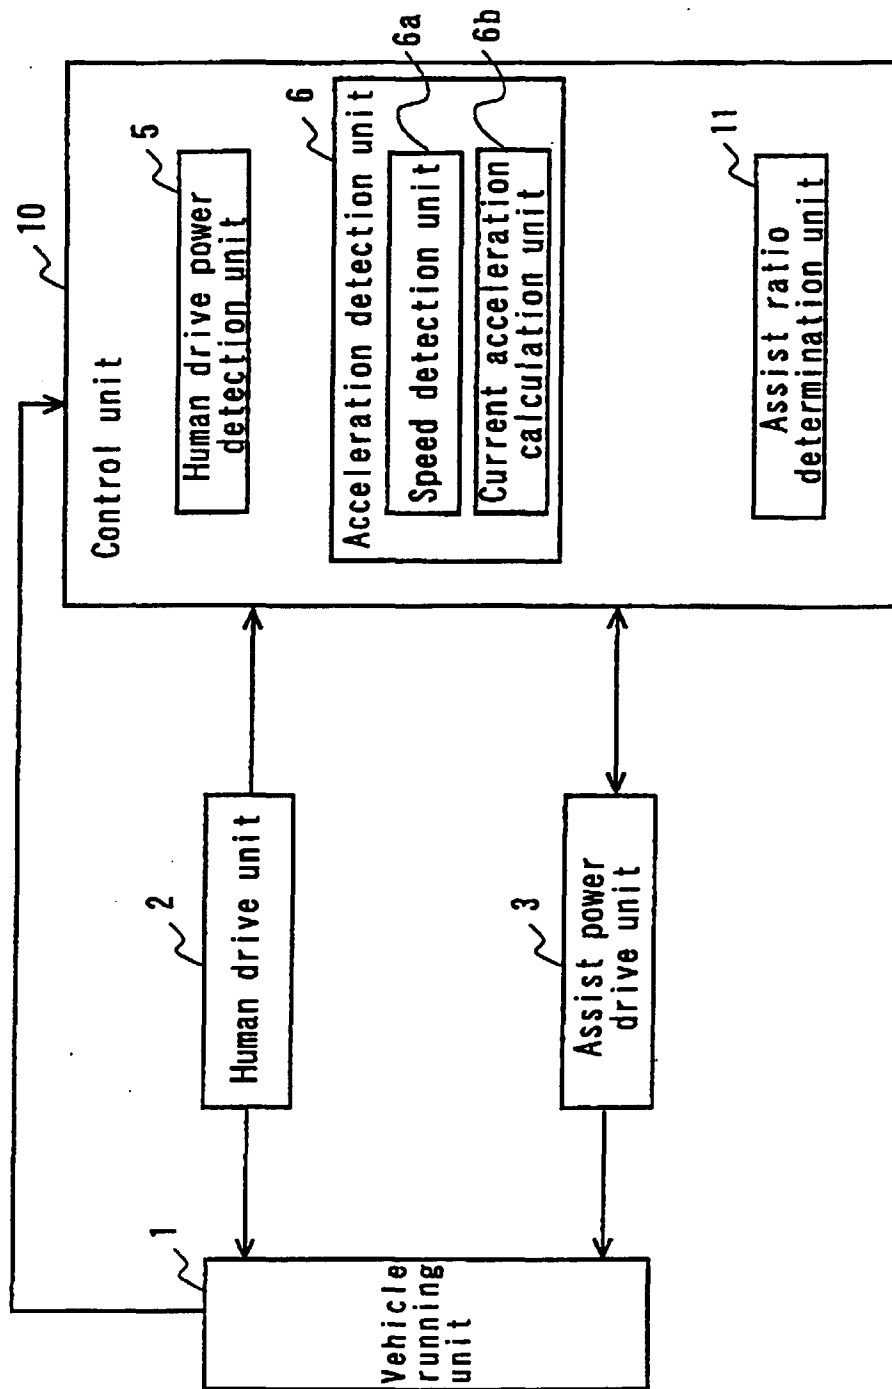 10
Control unit
5
Human drive power
detection unit
6
Acceleration detection unit
6a
Speed detection unit
6b
Current acceleration
calculation unit
11
Assist ratio
determination unit
2
Human drive unit
3
Assist power
drive unit
1
Vehicle
running
unit